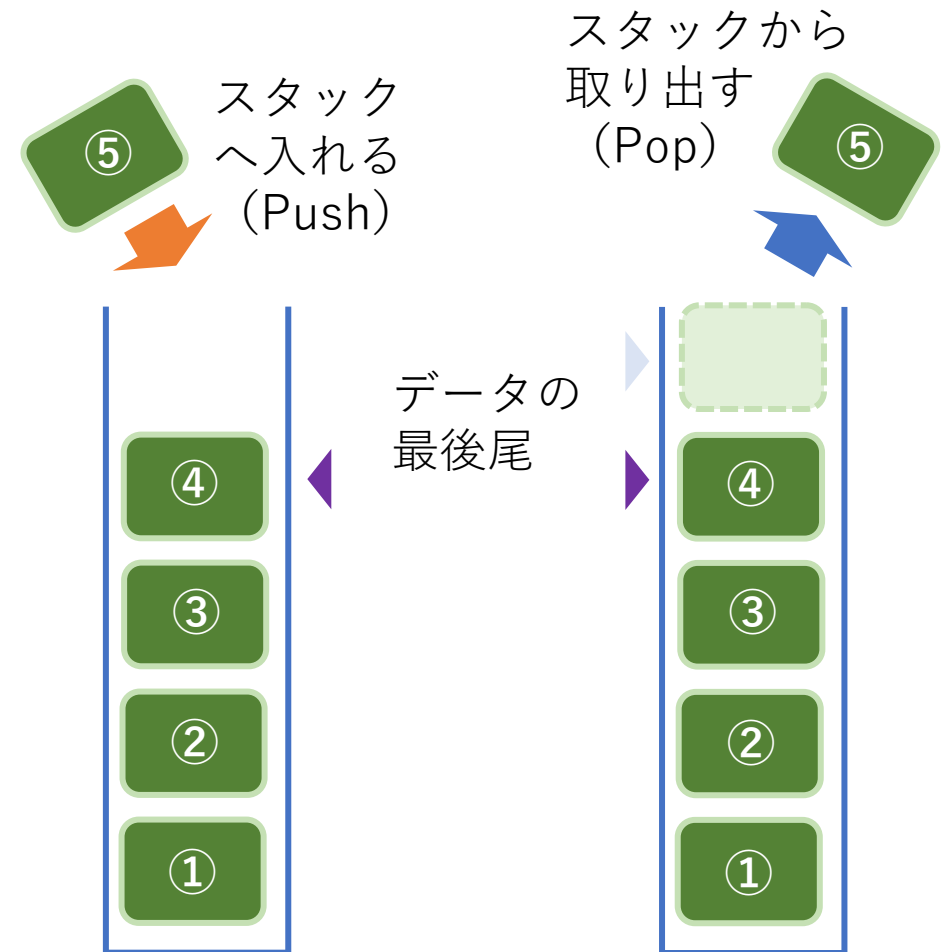 ⑤
スタック
へ入れる
（Push）
スタックから
取り出す
（Pop）
⑤
データの
最後尾
④
③
②
①
④
③
②
①